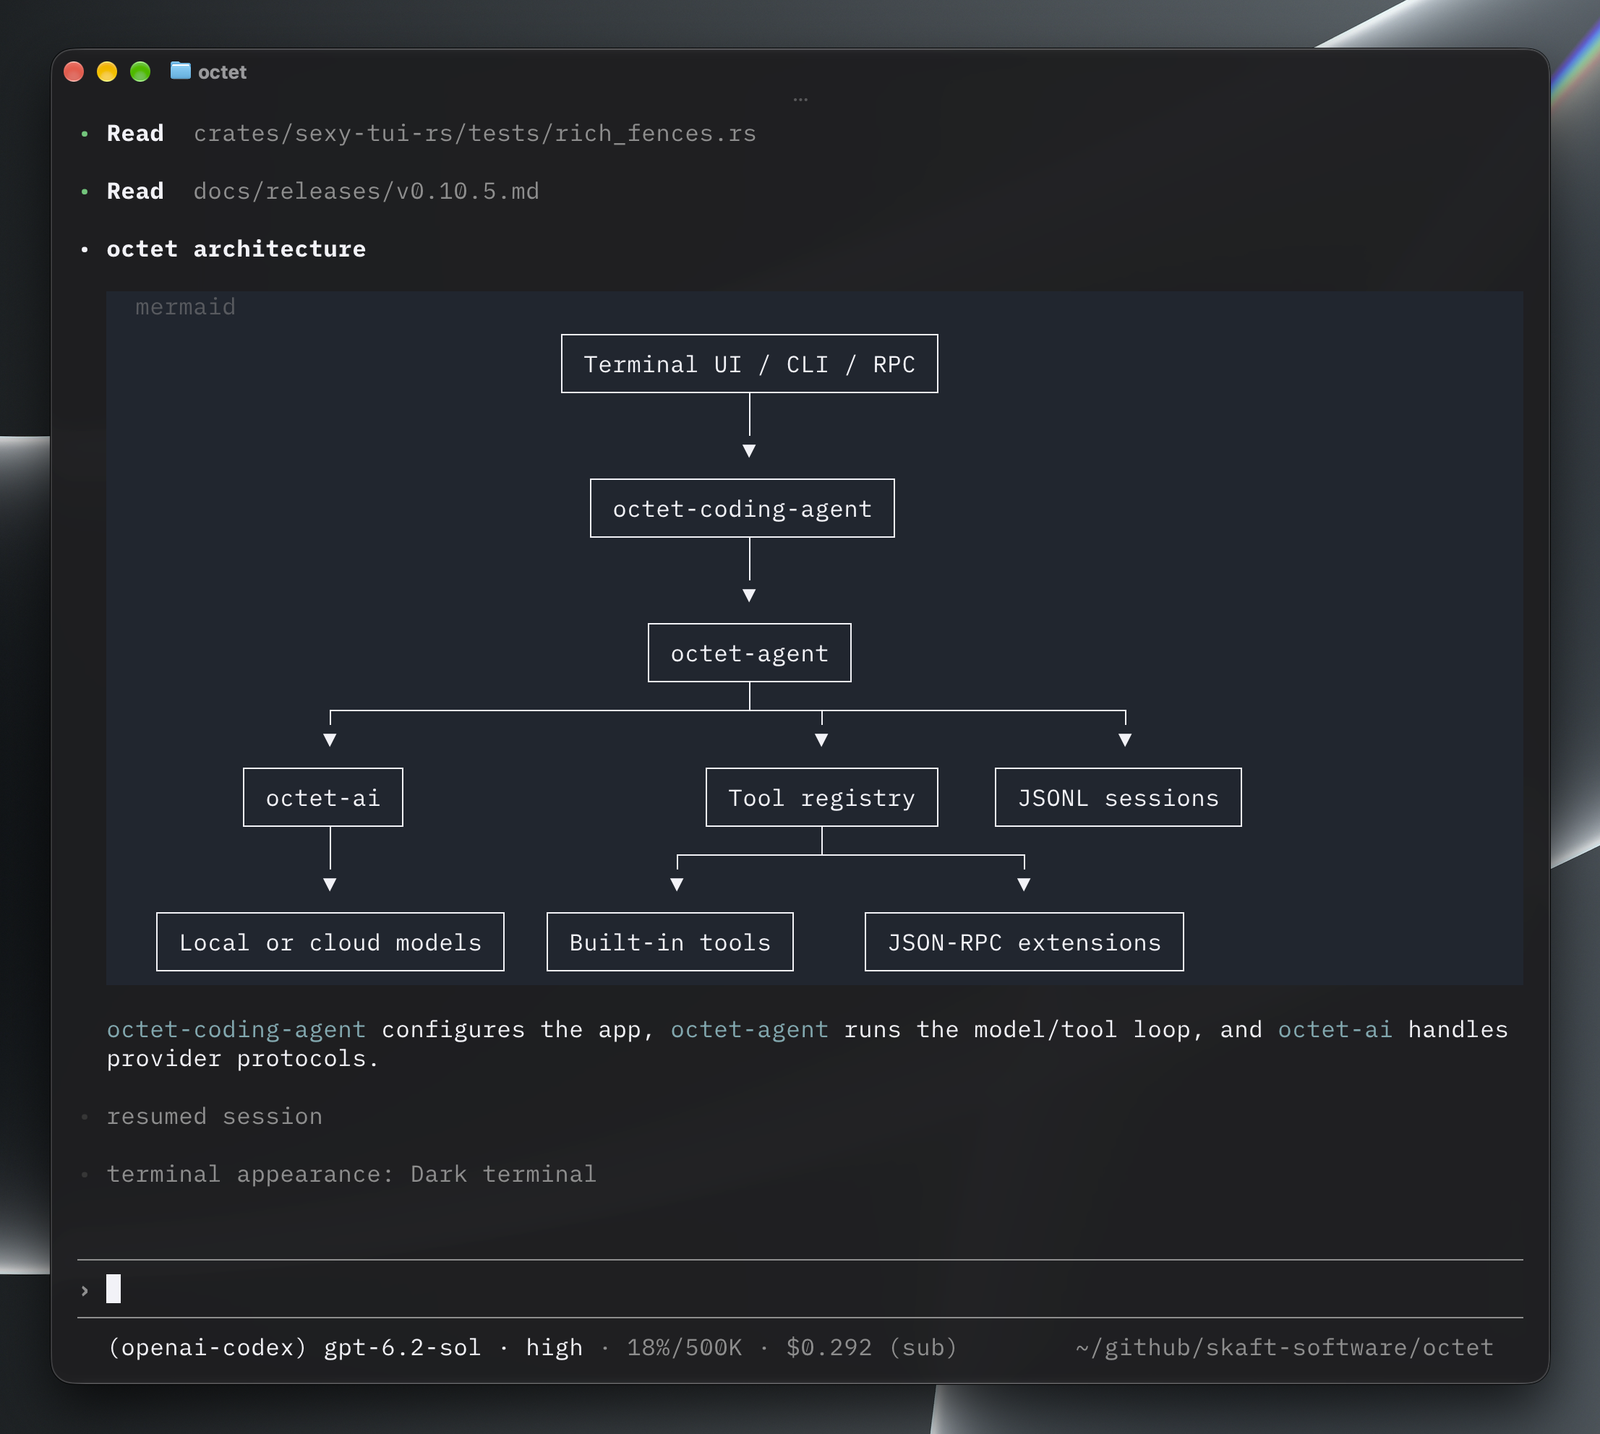 octet
…
• Read crates/sexy-tui-rs/tests/rich_fences.rs
• Read docs/releases/v0.10.5.md
• octet architecture
mermaid
Terminal UI / CLI / RPC
octet-coding-agent
octet-agent
octet-ai
Tool registry
JSONL sessions
Local or cloud models
Built-in tools
JSON-RPC extensions
octet-coding-agent configures the app, octet-agent runs the model/tool loop, and octet-ai handles
provider protocols.
• resumed session
• terminal appearance: Dark terminal
›
(openai-codex) gpt-6.2-sol · high · 18%/500K · $0.292 (sub) ~/github/skaft-software/octet